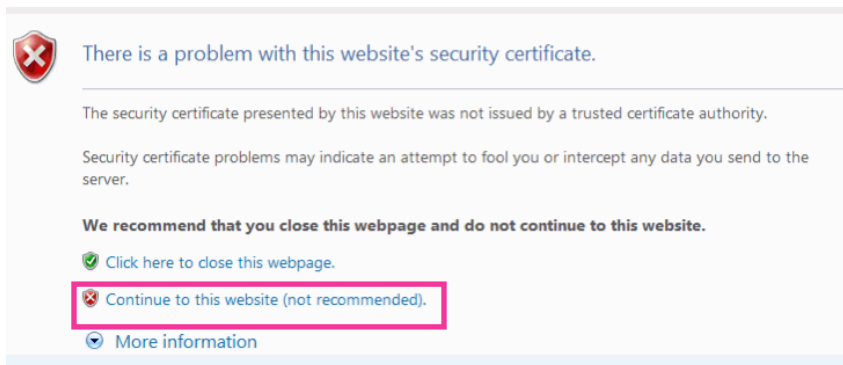 There is a problem with this website's security certificate.
The security certificate presented by this website was not issued by a trusted certificate authority.
Security certificate problems may indicate an attempt to fool you or intercept any data you send to the
server.
We recommend that you close this webpage and do not continue to this website.
Click here to close this webpage.
Continue to this website (not recommended).
More information